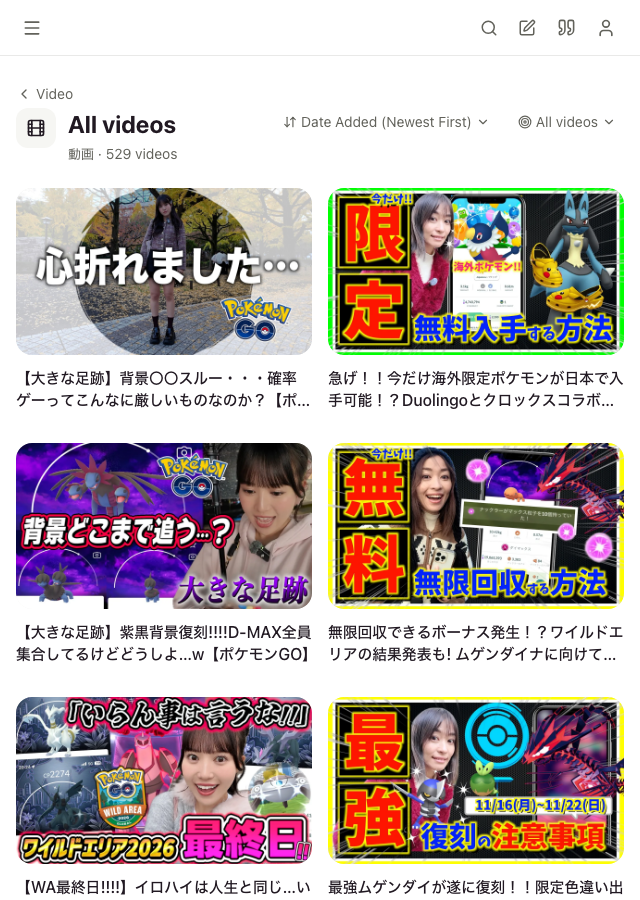 Video
All videos
動画 · 529 videos
Date Added (Newest First)
All videos
心折れました…
Pokémon
GO
【大きな足跡】背景〇〇スルー・・・確率
ゲーってこんなに厳しいものなのか？【ポ...
今だけ!!
限定
海外ポケモン!!
無料入手する方法
急げ！！今だけ海外限定ポケモンが日本で入
手可能！？Duolingoとクロックスコラボ...
Pokémon
GO
背景どこまで追う…?
大きな足跡
【大きな足跡】紫黒背景復刻!!!!D-MAX全員
集合してるけどどうしよ...w【ポケモンGO】
今だけ!!
無料
無限回収する方法
無限回収できるボーナス発生！？ワイルドエ
リアの結果発表も! ムゲンダイナに向けて...
「いらん事は言うな!!」
CP2274
Pokémon
GO
WILD AREA
ワイルドエリア2026 最終日!!
【WA最終日!!!!】イロハイは人生と同じ...い
最強
11/16(月)~11/22(日)
復刻の注意事項
最強ムゲンダイが遂に復刻！！限定色違い出